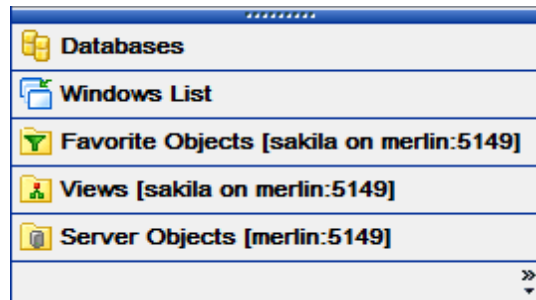 Databases
Windows List
Favorite Objects [sakila on merlin:5149]
Views [sakila on merlin:5149]
Server Objects [merlin:5149]